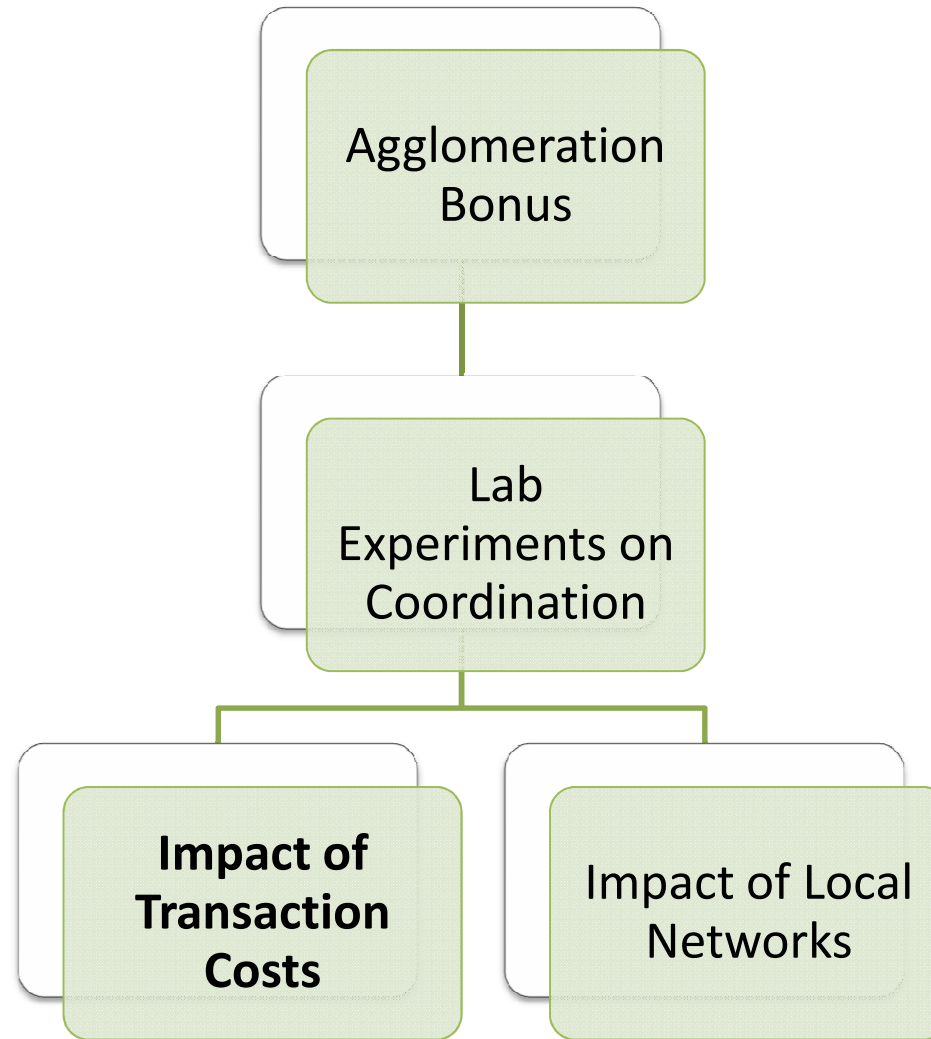 Agglomeration
Bonus
Lab
Experiments on
Coordination
Impact of
Transaction
Costs
Impact of Local
Networks